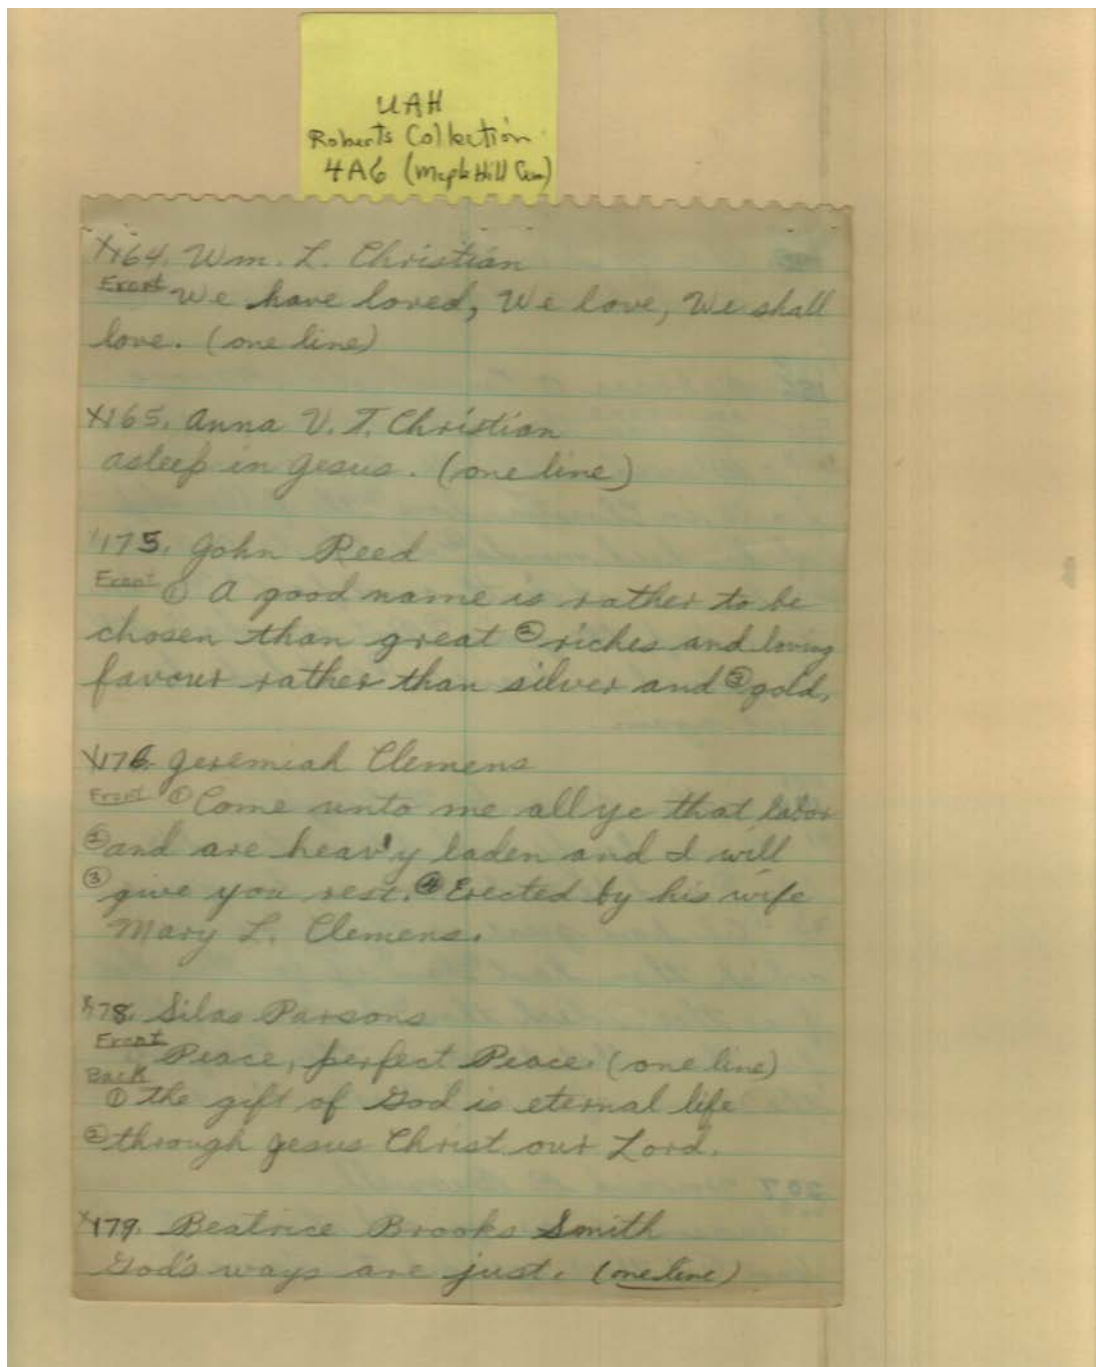 UAH
Roberts Collection
4A6 (Maple Hill Cem)
X164. Wm. L. Christian
Front We have loved, We love, We shall
love. (one line)
X165. Anna V. T. Christian
asleep in Jesus. (one line)
175. John Reed
Front ① A good name is rather to be
chosen than great ② riches and loving
favour rather than silver and ③ gold.
X176. Jeremiah Clemens
Front ① Come unto me all ye that labor
② and are heavy laden and I will
③ give you rest. ④ Erected by his wife
Mary L. Clemens.
X178. Silas Parsons
Front Peace, perfect Peace. (one line)
Back
① The gift of God is eternal life
② through Jesus Christ our Lord.
X179. Beatrice Brooks Smith
God's ways are just. (one line)